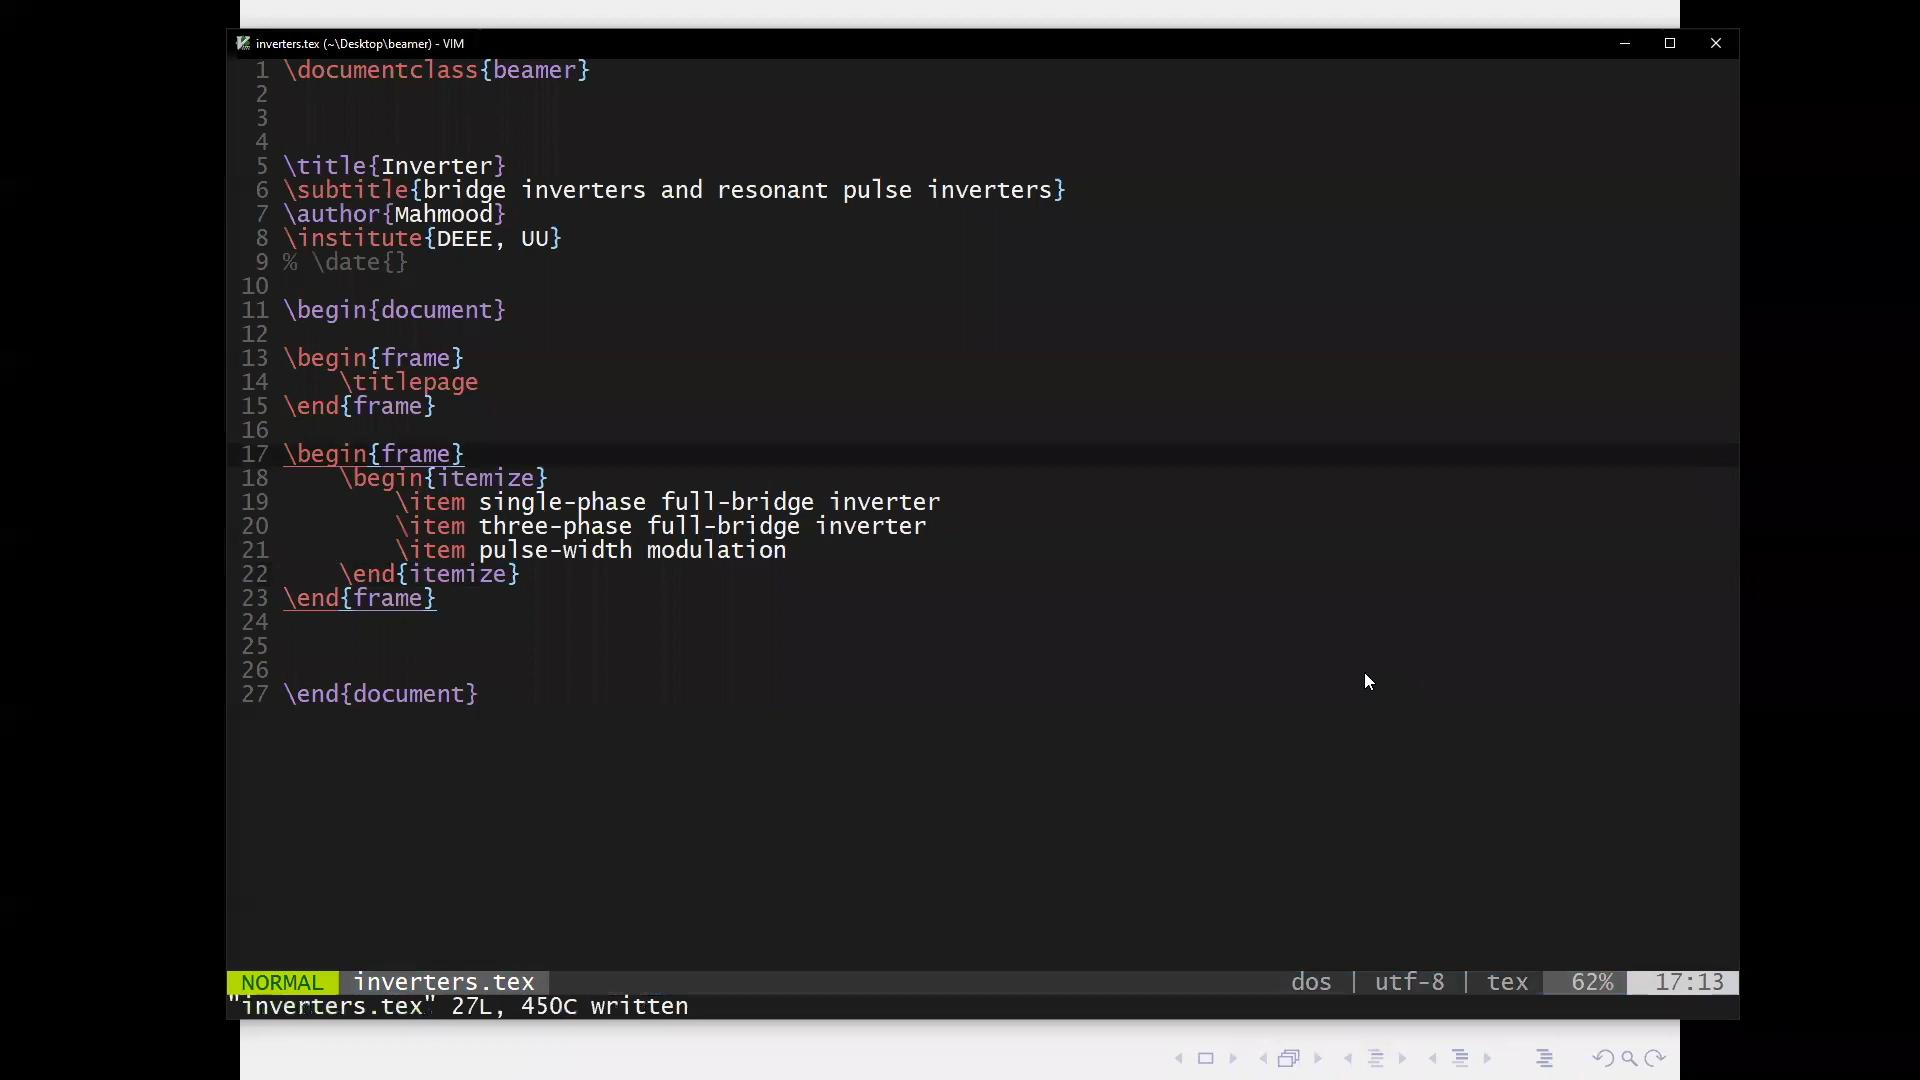 inverters.tex (~\Desktop\beamer) - VIM
1 \documentclass{beamer}
2
3
4
5 \title{Inverter}
6 \subtitle{bridge inverters and resonant pulse inverters}
7 \author{Mahmood}
8 \institute{DEEE, UU}
9 % \date{}
10
11 \begin{document}
12
13 \begin{frame}
14     \titlepage
15 \end{frame}
16
17 \begin{frame}
18     \begin{itemize}
19         \item single-phase full-bridge inverter
20         \item three-phase full-bridge inverter
21         \item pulse-width modulation
22     \end{itemize}
23 \end{frame}
24
25
26
27 \end{document}
NORMAL inverters.tex dos | utf-8 | tex 62% 17:13
"inverters.tex" 27L, 450C written